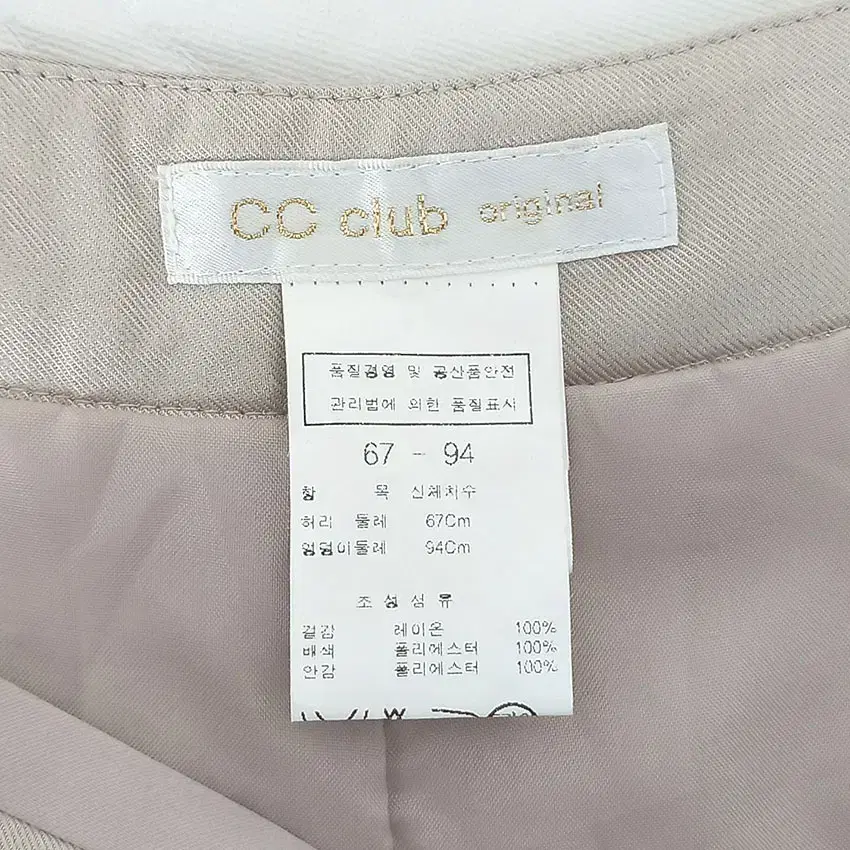 CC club original
품질경영 및 공산품안전
관리법에 의한 품질표시
67 - 94
항 목 신체치수
허리 둘레 67Cm
엉덩이둘레 94Cm
조성섬유
겉감 레이온 100%
배색 폴리에스터 100%
안감 폴리에스터 100%